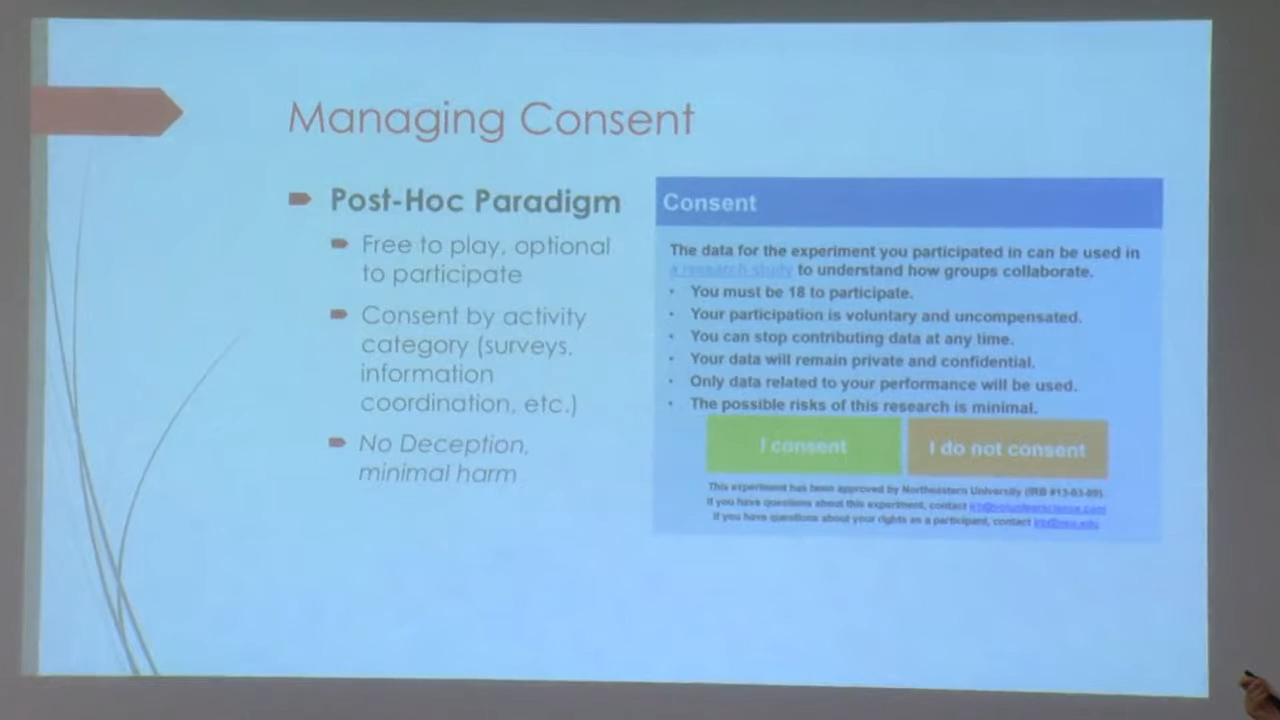 Managing Consent
Post-Hoc Paradigm
Free to play, optional
to participate
Consent by activity
category (surveys,
information
coordination, etc.)
No Deception,
minimal harm
Consent
The data for the experiment you participated in can be used in
a research study to understand how groups collaborate.
• You must be 18 to participate.
• Your participation is voluntary and uncompensated.
• You can stop contributing data at any time.
• Your data will remain private and confidential.
• Only data related to your performance will be used.
• The possible risks of this research is minimal.
I consent
I do not consent
This experiment has been approved by Northeastern University (IRB #13-03-09).
If you have questions about this experiment, contact
If you have questions about your rights as a participant, contact irb@neu.edu